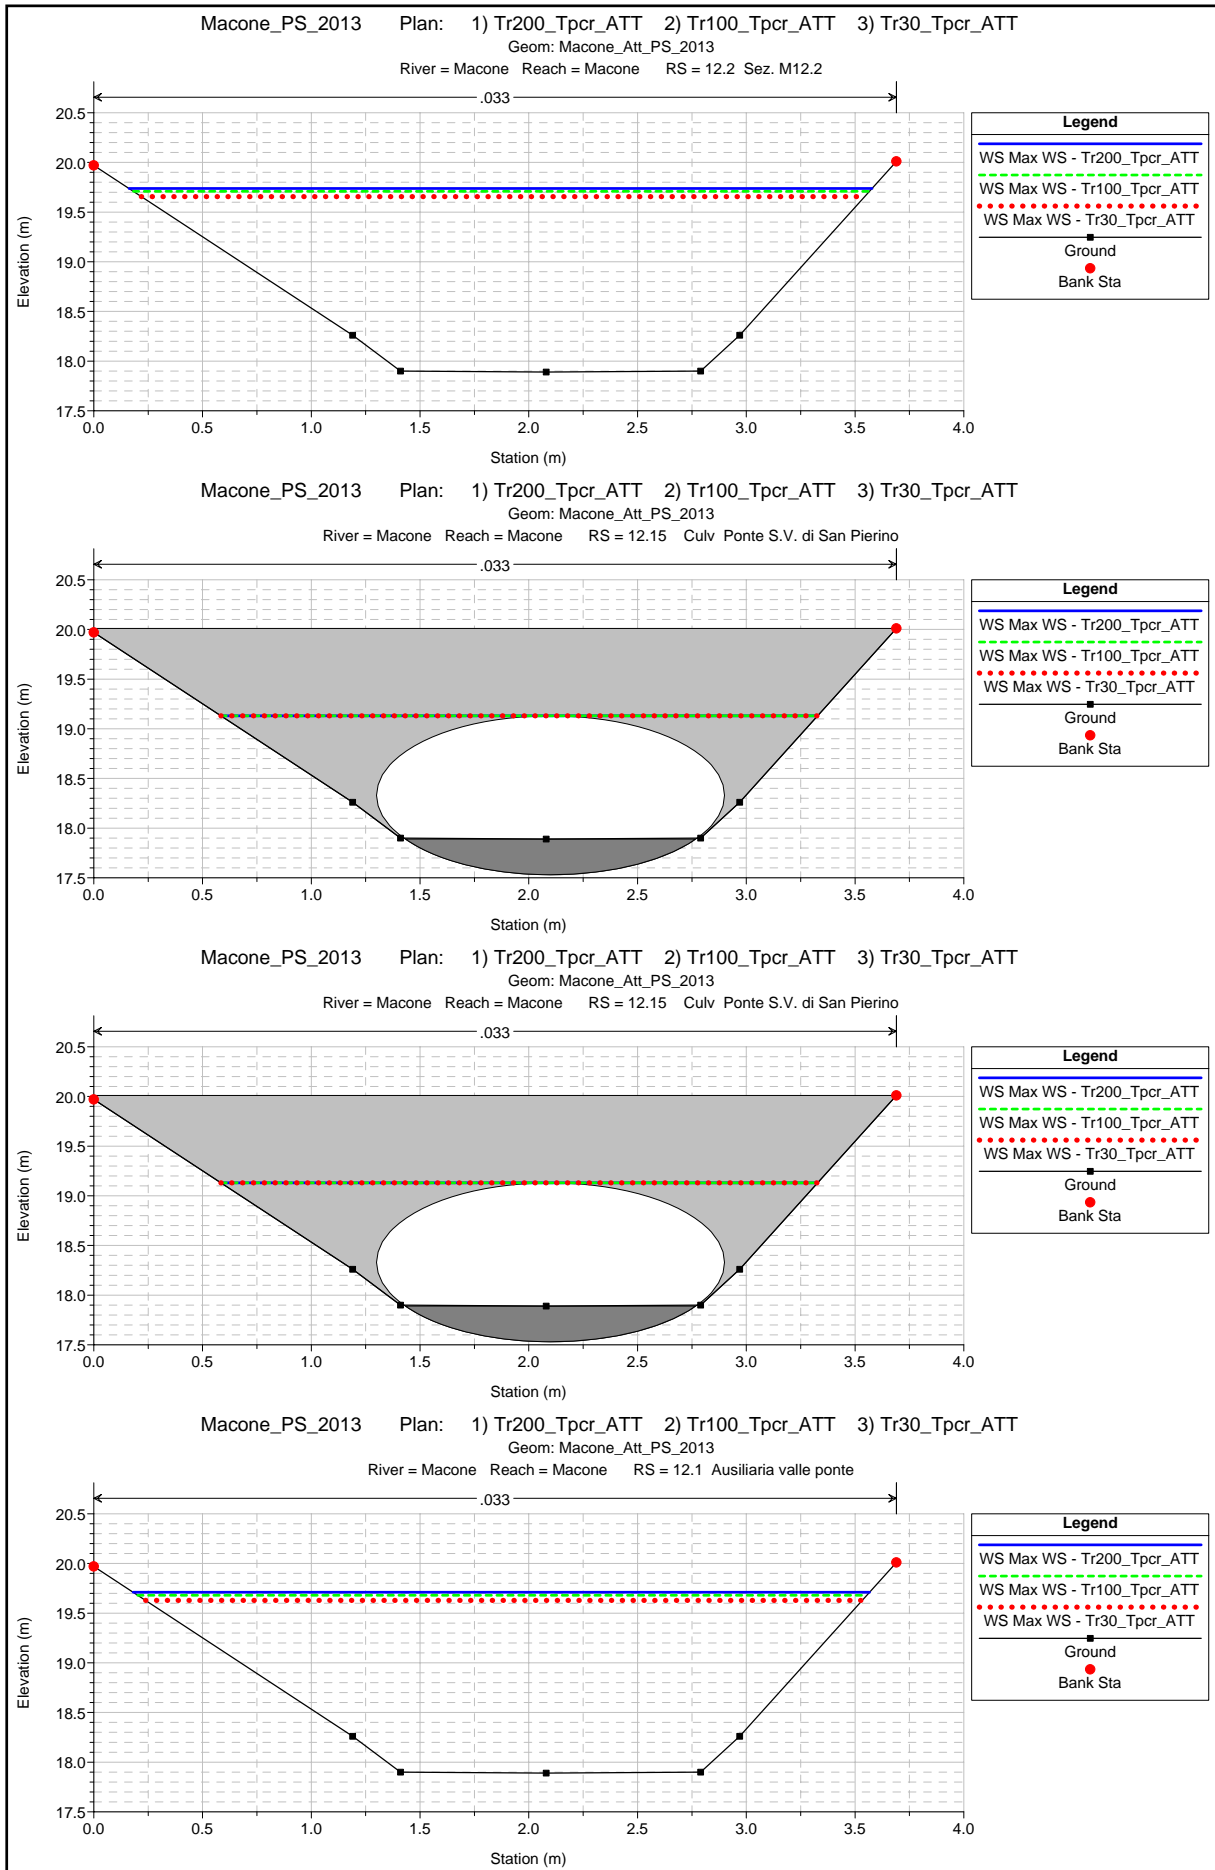 Macone_PS_2013 Plan: 1) Tr200_Tpcr_ATT 2) Tr100_Tpcr_ATT 3) Tr30_Tpcr_ATT
Geom: Macone_Att_PS_2013
River = Macone Reach = Macone RS = 12.2 Sez. M12.2
.033
20.5
20.0
19.5
19.0
18.5
18.0
17.5
Elevation (m)
0.0 0.5 1.0 1.5 2.0 2.5 3.0 3.5 4.0
Station (m)
Legend
WS Max WS - Tr200_Tpcr_ATT
WS Max WS - Tr100_Tpcr_ATT
WS Max WS - Tr30_Tpcr_ATT
Ground
Bank Sta
Macone_PS_2013 Plan: 1) Tr200_Tpcr_ATT 2) Tr100_Tpcr_ATT 3) Tr30_Tpcr_ATT
Geom: Macone_Att_PS_2013
River = Macone Reach = Macone RS = 12.15 Culv Ponte S.V. di San Pierino
.033
20.5
20.0
19.5
19.0
18.5
18.0
17.5
Elevation (m)
0.0 0.5 1.0 1.5 2.0 2.5 3.0 3.5 4.0
Station (m)
Legend
WS Max WS - Tr200_Tpcr_ATT
WS Max WS - Tr100_Tpcr_ATT
WS Max WS - Tr30_Tpcr_ATT
Ground
Bank Sta
Macone_PS_2013 Plan: 1) Tr200_Tpcr_ATT 2) Tr100_Tpcr_ATT 3) Tr30_Tpcr_ATT
Geom: Macone_Att_PS_2013
River = Macone Reach = Macone RS = 12.15 Culv Ponte S.V. di San Pierino
.033
20.5
20.0
19.5
19.0
18.5
18.0
17.5
Elevation (m)
0.0 0.5 1.0 1.5 2.0 2.5 3.0 3.5 4.0
Station (m)
Legend
WS Max WS - Tr200_Tpcr_ATT
WS Max WS - Tr100_Tpcr_ATT
WS Max WS - Tr30_Tpcr_ATT
Ground
Bank Sta
Macone_PS_2013 Plan: 1) Tr200_Tpcr_ATT 2) Tr100_Tpcr_ATT 3) Tr30_Tpcr_ATT
Geom: Macone_Att_PS_2013
River = Macone Reach = Macone RS = 12.1 Ausiliaria valle ponte
.033
20.5
20.0
19.5
19.0
18.5
18.0
17.5
Elevation (m)
0.0 0.5 1.0 1.5 2.0 2.5 3.0 3.5 4.0
Station (m)
Legend
WS Max WS - Tr200_Tpcr_ATT
WS Max WS - Tr100_Tpcr_ATT
WS Max WS - Tr30_Tpcr_ATT
Ground
Bank Sta